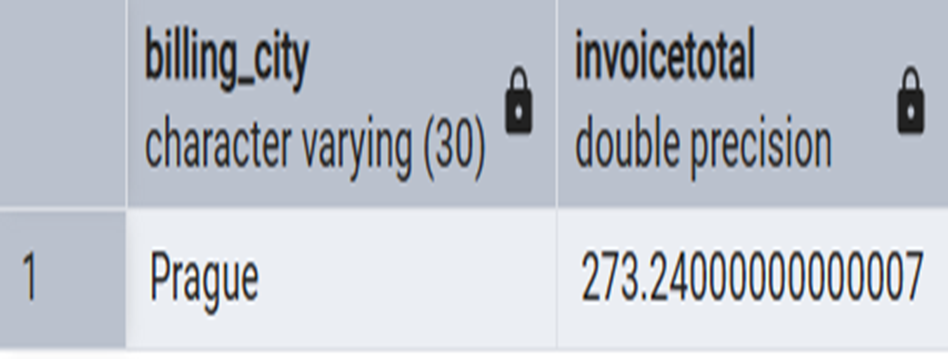 billing_city invoicetotal
character varying (30) double precision
1 Prague 273.24000000000007